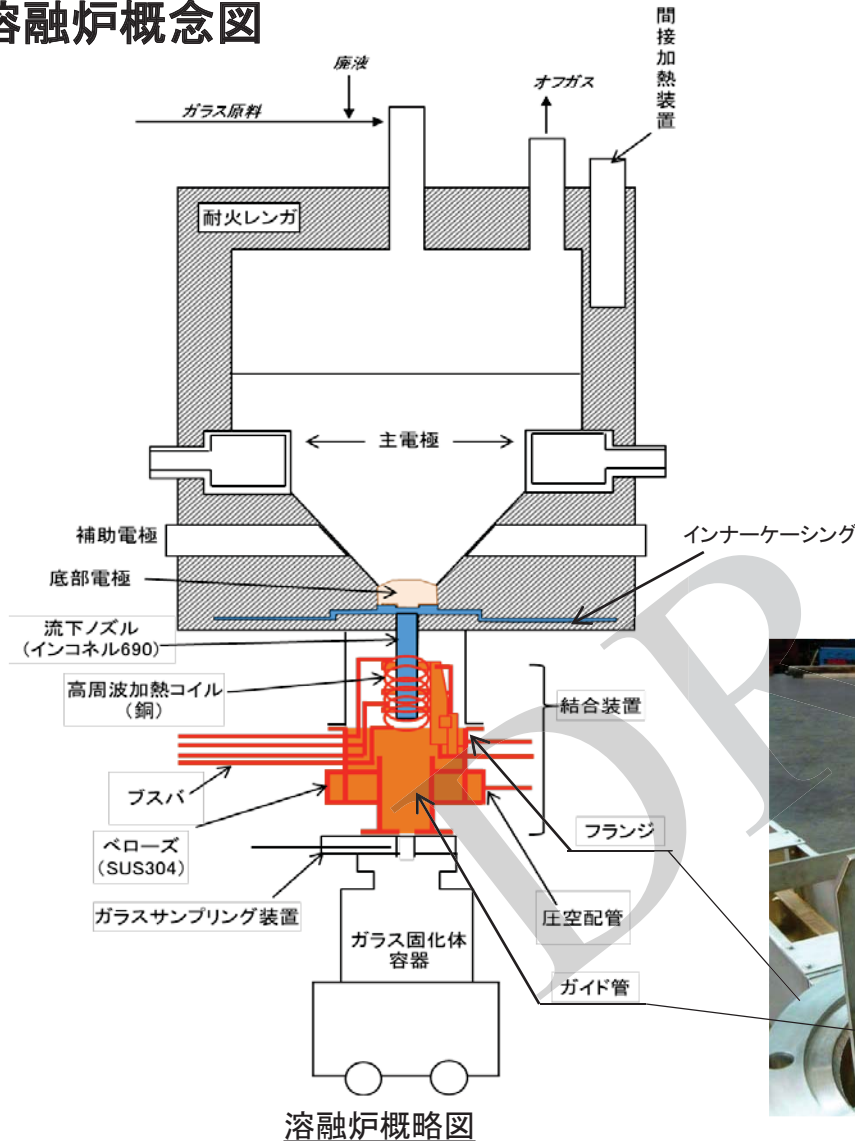 溶融炉概念図
間接加熱装置
廃液
オフガス
ガラス原料
耐火レンガ
主電極
補助電極
インナーケーシング
底部電極
流下ノズル
(インコネル690)
高周波加熱コイル
(銅)
結合装置
ブスバ
フランジ
ベローズ
(SUS304)
ガラスサンプリング装置
圧空配管
ガラス固化体
容器
ガイド管
溶融炉概略図